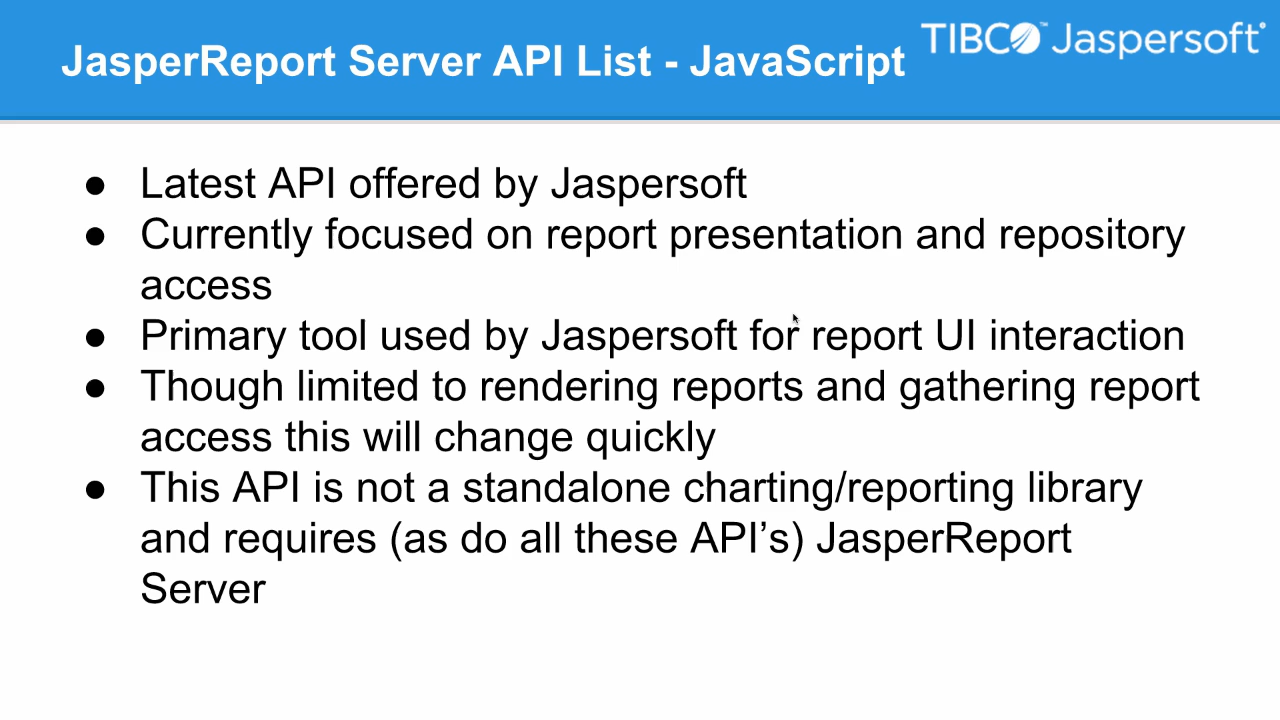 JasperReport Server API List - JavaScript
TIBCO™ Jaspersoft®
● Latest API offered by Jaspersoft
● Currently focused on report presentation and repository
access
● Primary tool used by Jaspersoft for report UI interaction
● Though limited to rendering reports and gathering report
access this will change quickly
● This API is not a standalone charting/reporting library
and requires (as do all these API’s) JasperReport
Server